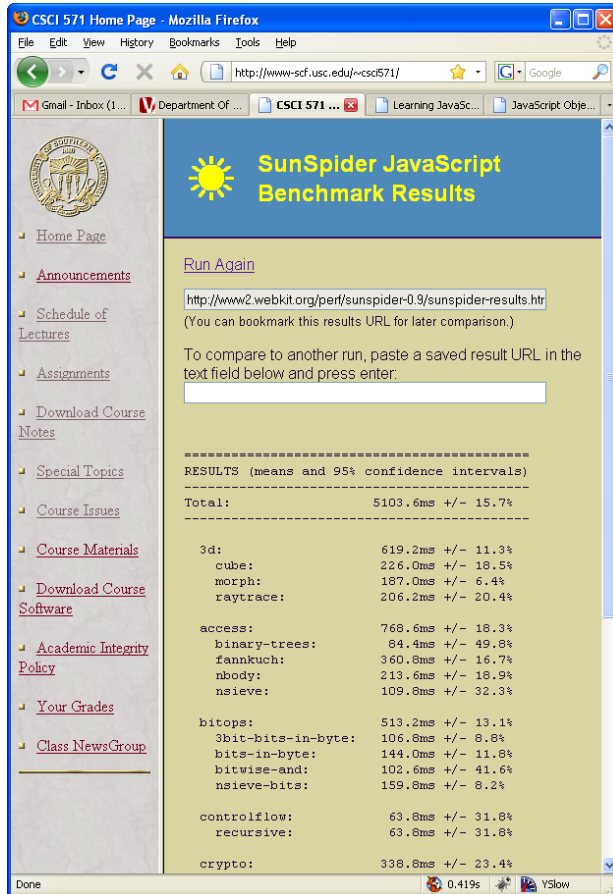 CSCI 571 Home Page - Mozilla Firefox
File Edit View History Bookmarks Tools Help
http://www-scf.usc.edu/~csci571/
Google
Gmail - Inbox (1...
Department Of ...
CSCI 571 ...
Learning JavaSc...
JavaScript Obje...
Home Page
Announcements
Schedule of
Lectures
Assignments
Download Course
Notes
Special Topics
Course Issues
Course Materials
Download Course
Software
Academic Integrity
Policy
Your Grades
Class NewsGroup
SunSpider JavaScript
Benchmark Results
Run Again
http://www2.webkit.org/perf/sunspider-0.9/sunspider-results.htr
(You can bookmark this results URL for later comparison.)
To compare to another run, paste a saved result URL in the
text field below and press enter:
============================================
RESULTS (means and 95% confidence intervals)
--------------------------------------------
Total: 5103.6ms +/- 15.7%
--------------------------------------------
3d: 619.2ms +/- 11.3%
cube: 226.0ms +/- 18.5%
morph: 187.0ms +/- 6.4%
raytrace: 206.2ms +/- 20.4%
access: 768.6ms +/- 18.3%
binary-trees: 84.4ms +/- 49.8%
fannkuch: 360.8ms +/- 16.7%
nbody: 213.6ms +/- 18.9%
nsieve: 109.8ms +/- 32.3%
bitops: 513.2ms +/- 13.1%
3bit-bits-in-byte: 106.8ms +/- 8.8%
bits-in-byte: 144.0ms +/- 11.8%
bitwise-and: 102.6ms +/- 41.6%
nsieve-bits: 159.8ms +/- 8.2%
controlflow: 63.8ms +/- 31.8%
recursive: 63.8ms +/- 31.8%
crypto: 338.8ms +/- 23.4%
Done
0.419s
YSlow